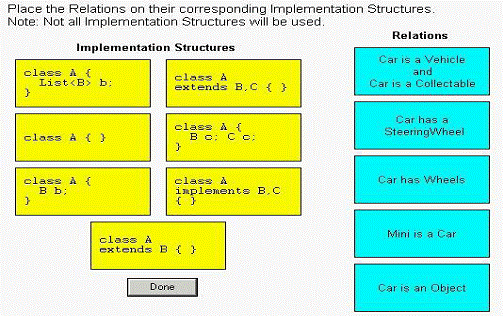 Place the Relations on their corresponding Implementation Structures.
Note: Not all Implementation Structures will be used.
Implementation Structures
class A {
List<B> b;
}
class A
extends B,C { }
class A { }
class A {
B c; C c;
}
class A {
B b;
}
class A
implements B,C
{ }
class A
extends B { }
Done
Relations
Car is a Vehicle
and
Car is a Collectable
Car has a
SteeringWheel
Car has Wheels
Mini is a Car
Car is an Object